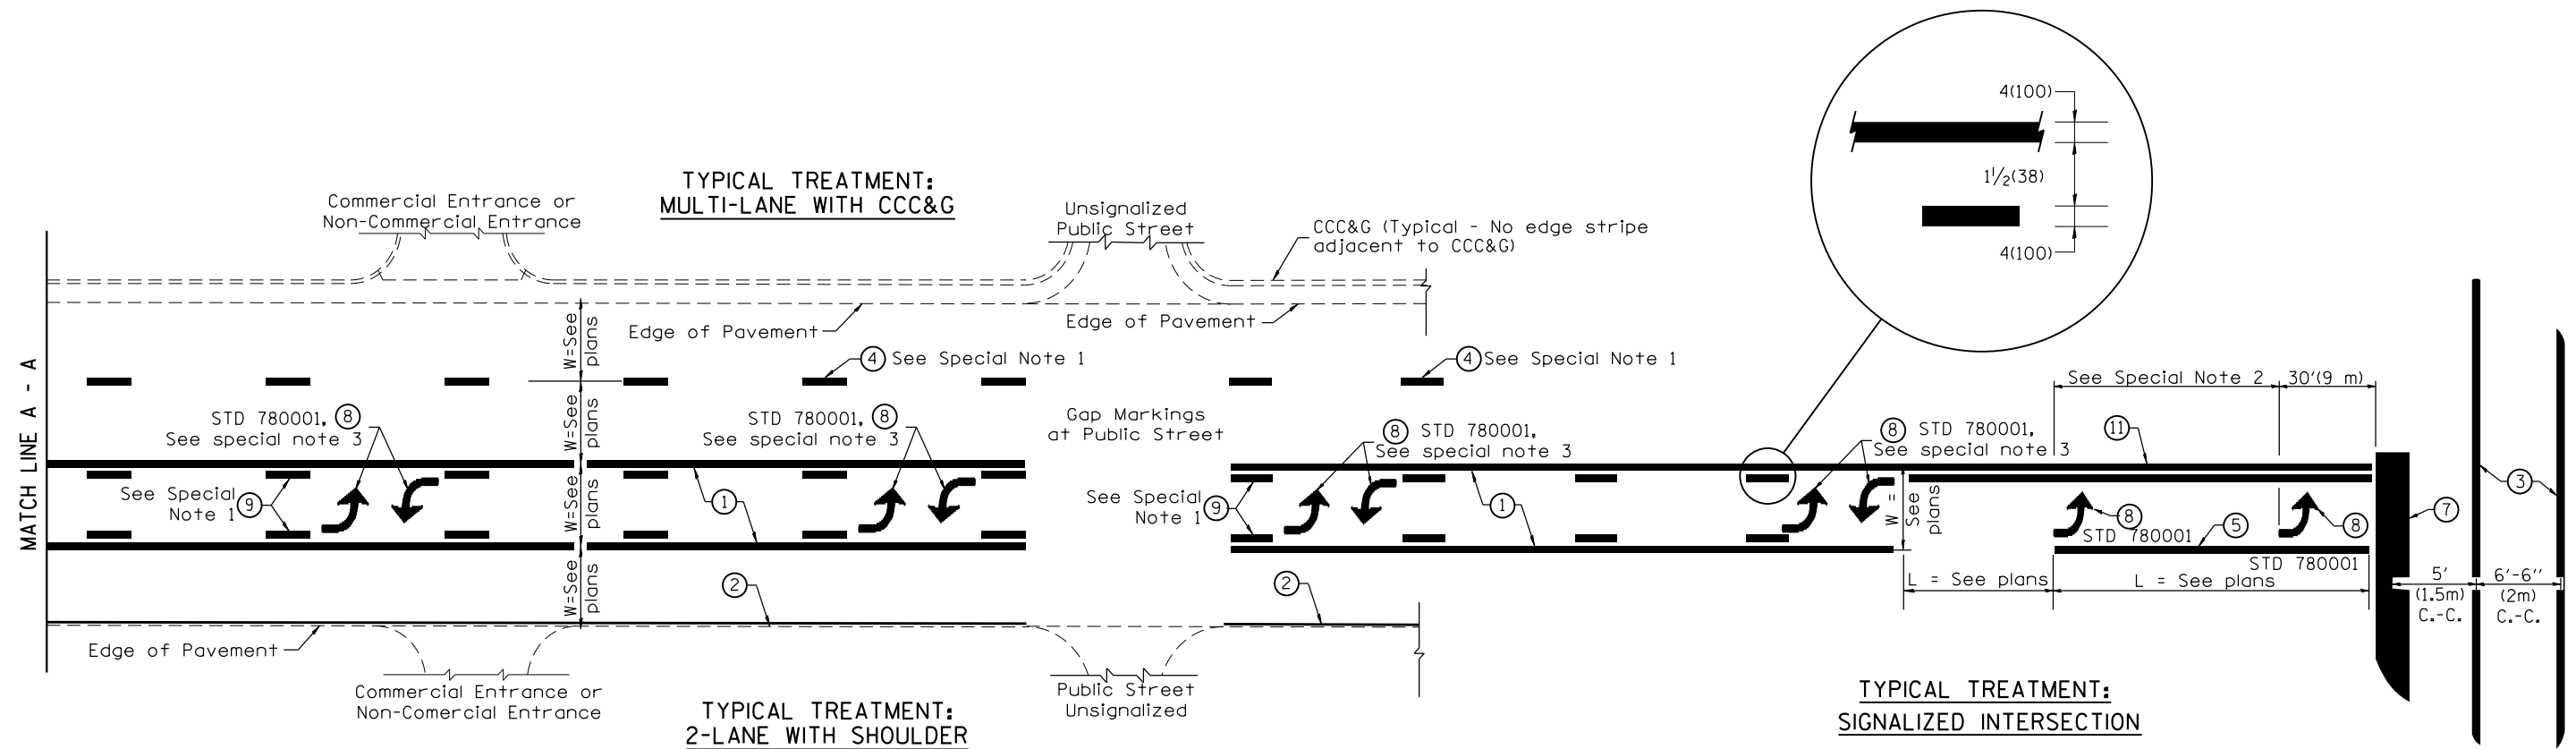 TYPICAL TREATMENT:
MULTI-LANE WITH CCC&G
Commercial Entrance or
Non-Commercial Entrance
Unsignalized
Public Street
CCC&G (Typical - No edge stripe
adjacent to CCC&G)
4(100)
1 1/2(38)
4(100)
Edge of Pavement
Edge of Pavement
W=See
plans
MATCH LINE A - A
4 See Special Note 1
4 See Special Note 1
See Special Note 2
30'(9 m)
STD 780001, 8
See special note 3
W=See
plans
STD 780001, 8
See special note 3
Gap Markings
at Public Street
8 STD 780001,
See special note 3
8 STD 780001,
See special note 3
11
3
See Special
Note 1 9
W=See
plans
1
See Special
Note 1 9
1
W =
See
plans
8
STD 780001
5
8
STD 780001
7
W=See
plans
2
2
L = See plans
L = See plans
5'
(1.5m)
C.-C.
6'-6''
(2m)
C.-C.
Edge of Pavement
Commercial Entrance or
Non-Comercial Entrance
Public Street
Unsignalized
TYPICAL TREATMENT:
2-LANE WITH SHOULDER
TYPICAL TREATMENT:
SIGNALIZED INTERSECTION